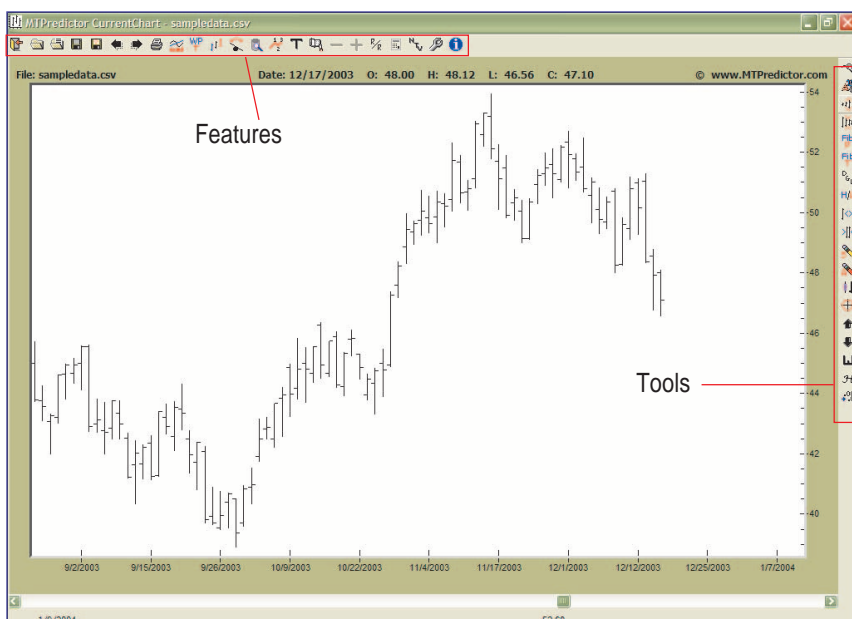 MTPredictor CurrentChart - sampledata.csv
WP
File: sampledata.csv Date: 12/17/2003 O: 48.00 H: 48.12 L: 46.56 C: 47.10 © www.MTPredictor.com
Features
54
52
50
48
46
44
42
40
Tools
9/2/2003 9/15/2003 9/26/2003 10/9/2003 10/22/2003 11/4/2003 11/17/2003 12/1/2003 12/12/2003 12/25/2003 1/7/2004